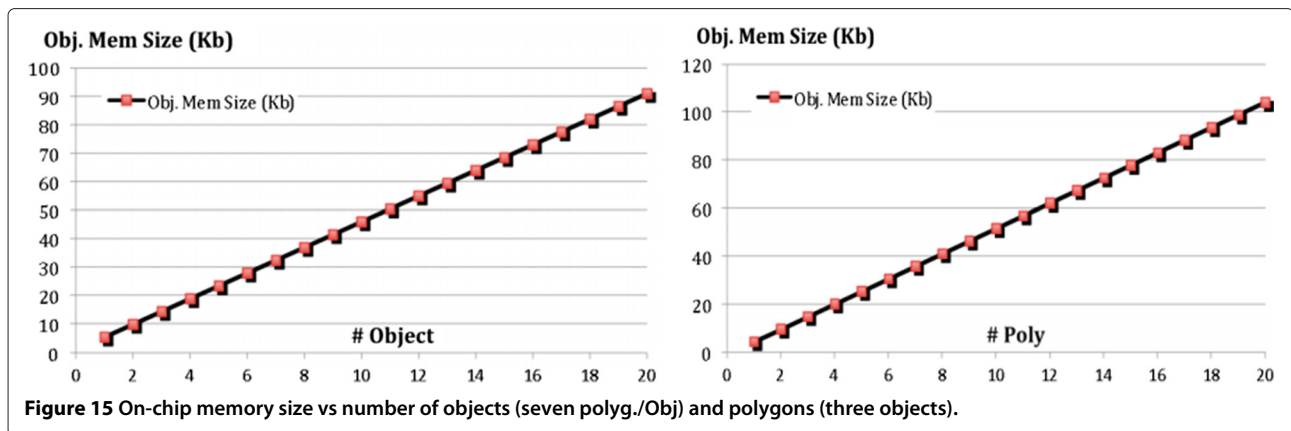 Obj. Mem Size (Kb)
100
90
80
70
60
50
40
30
20
10
0
Obj. Mem Size (Kb)
# Object
0 2 4 6 8 10 12 14 16 18 20
Obj. Mem Size (Kb)
120
100
80
60
40
20
0
Obj. Mem Size (Kb)
# Poly
0 2 4 6 8 10 12 14 16 18 20
Figure 15 On-chip memory size vs number of objects (seven polyg./Obj) and polygons (three objects).